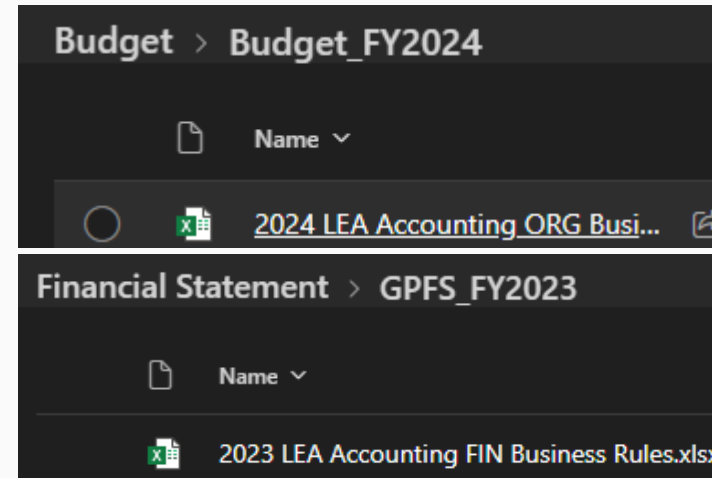 Budget > Budget_FY2024
Name
2024 LEA Accounting ORG Busi...
Financial Statement > GPFS_FY2023
Name
2023 LEA Accounting FIN Business Rules.xlsx